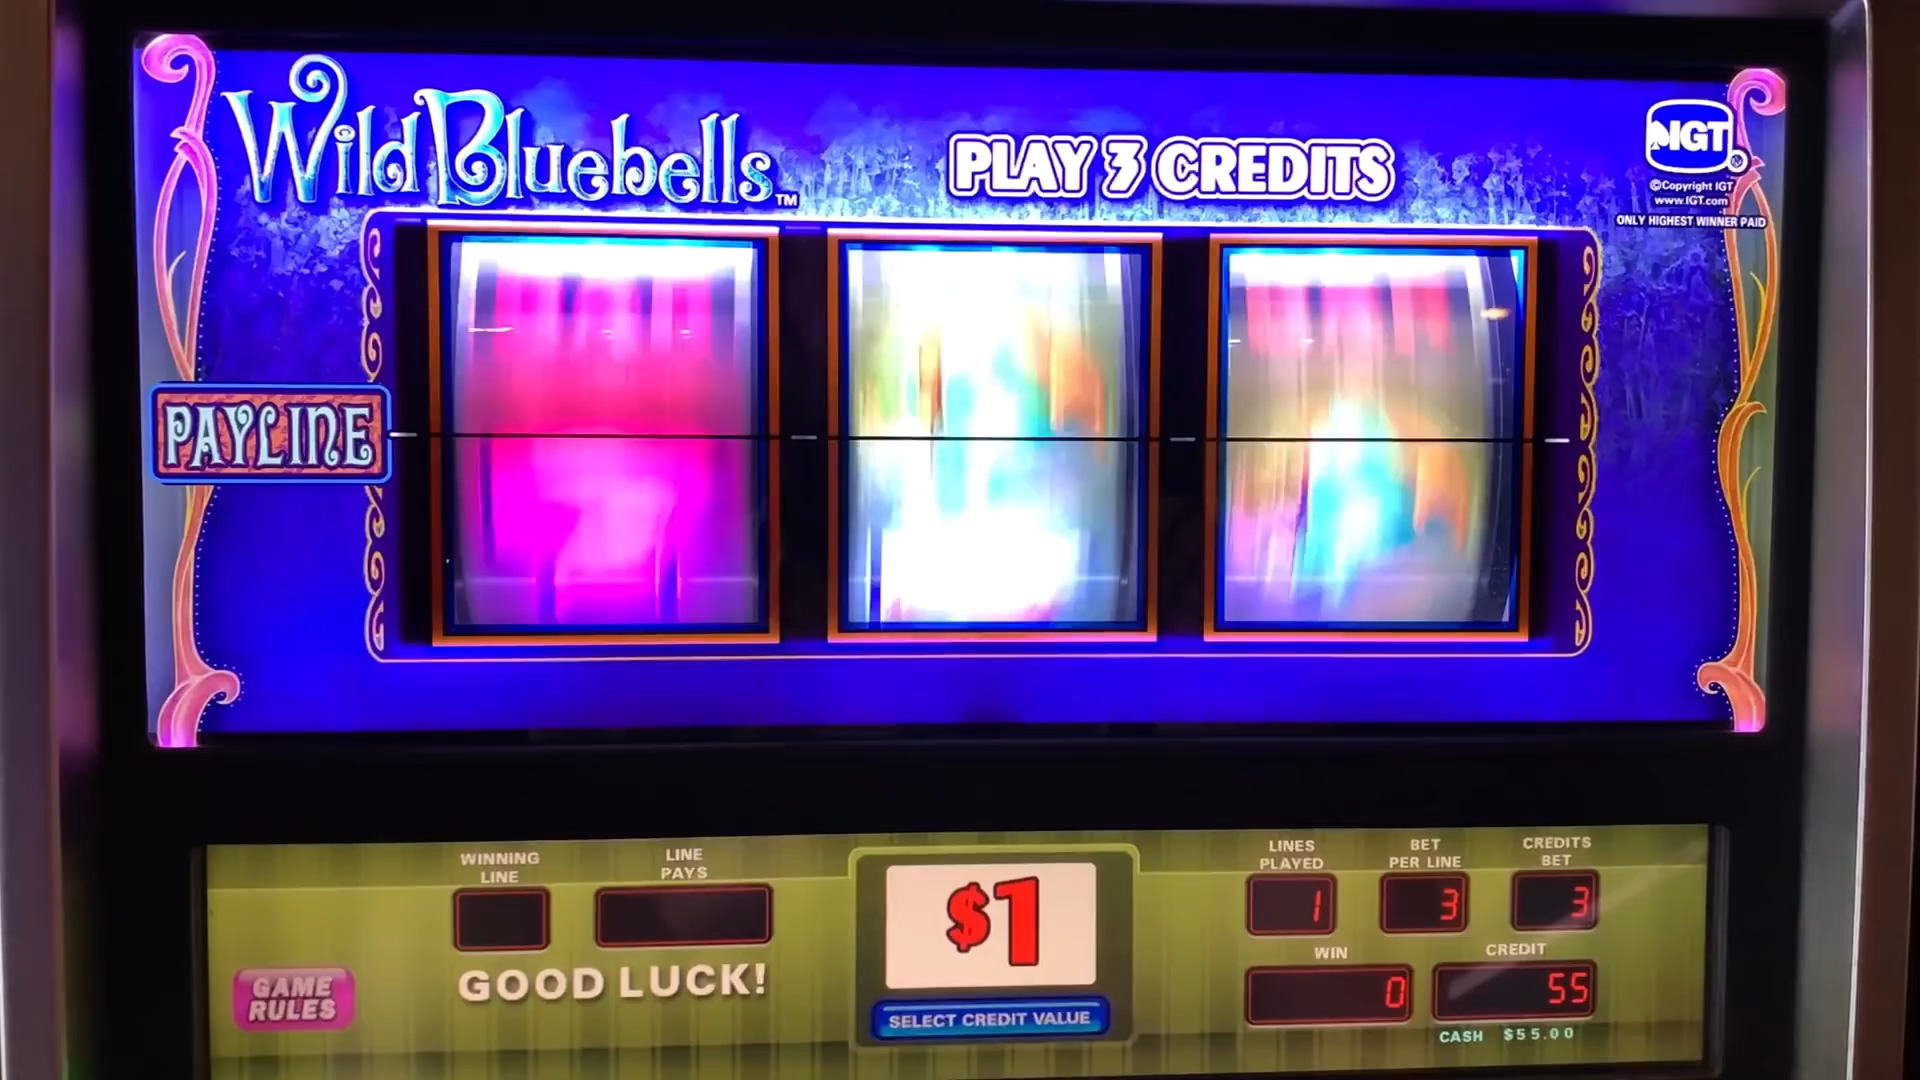 Wild Bluebells™
PLAY 3 CREDITS
IGT®
©Copyright IGT
www.IGT.com
ONLY HIGHEST WINNER PAID
PAYLINE
WINNING
LINE
LINE
PAYS
GOOD LUCK!
GAME
RULES
$1
SELECT CREDIT VALUE
LINES
PLAYED
1
BET
PER LINE
3
CREDITS
BET
3
WIN
0
CREDIT
55
CASH $55.00